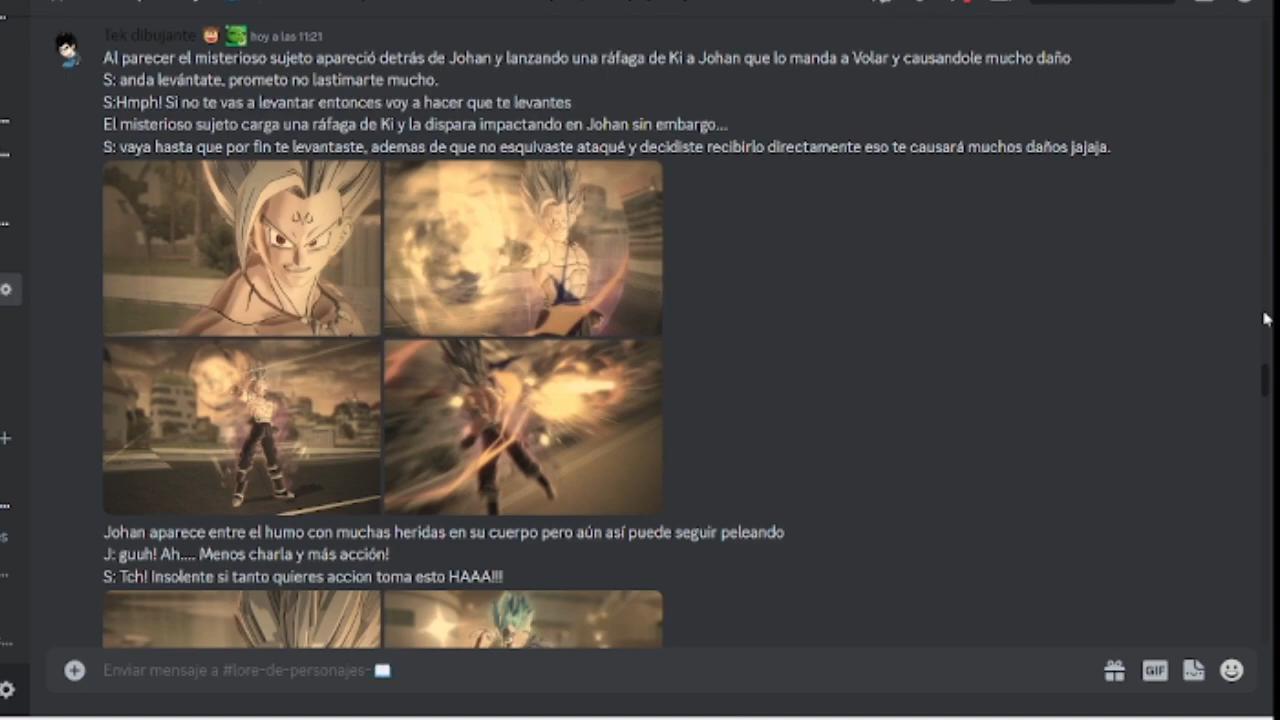 Tek dibujante hoy a las 11:21
Al parecer el misterioso sujeto apareció detrás de Johan y lanzando una ráfaga de Ki a Johan que lo manda a Volar y causandole mucho daño
S: anda levántate, prometo no lastimarte mucho.
S:Hmph! Si no te vas a levantar entonces voy a hacer que te levantes
El misterioso sujeto carga una ráfaga de Ki y la dispara impactando en Johan sin embargo...
S: vaya hasta que por fin te levantaste, ademas de que no esquivaste ataqué y decidiste recibirlo directamente eso te causará muchos daños jajaja.
Johan aparece entre el humo con muchas heridas en su cuerpo pero aún así puede seguir peleando
J: guuh! Ah.... Menos charla y más acción!
S: Tch! Insolente si tanto quieres accion toma esto HAAA!!!
Enviar mensaje a #lore-de-personajes-
GIF